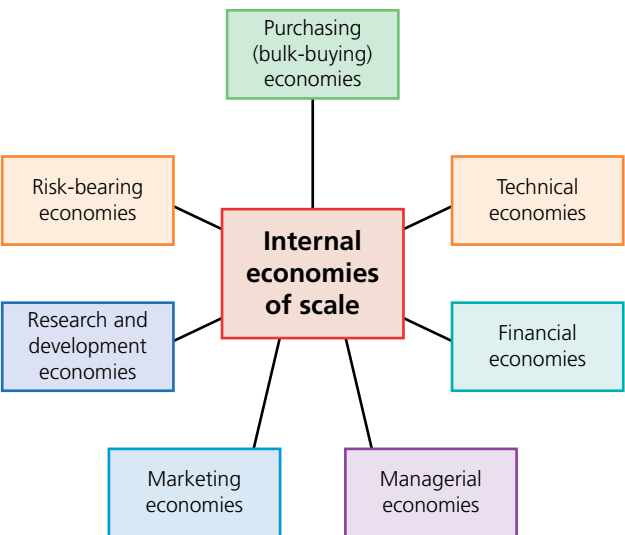 Purchasing
(bulk-buying)
economies
Risk-bearing
economies
Technical
economies
Internal
economies
of scale
Research and
development
economies
Financial
economies
Marketing
economies
Managerial
economies